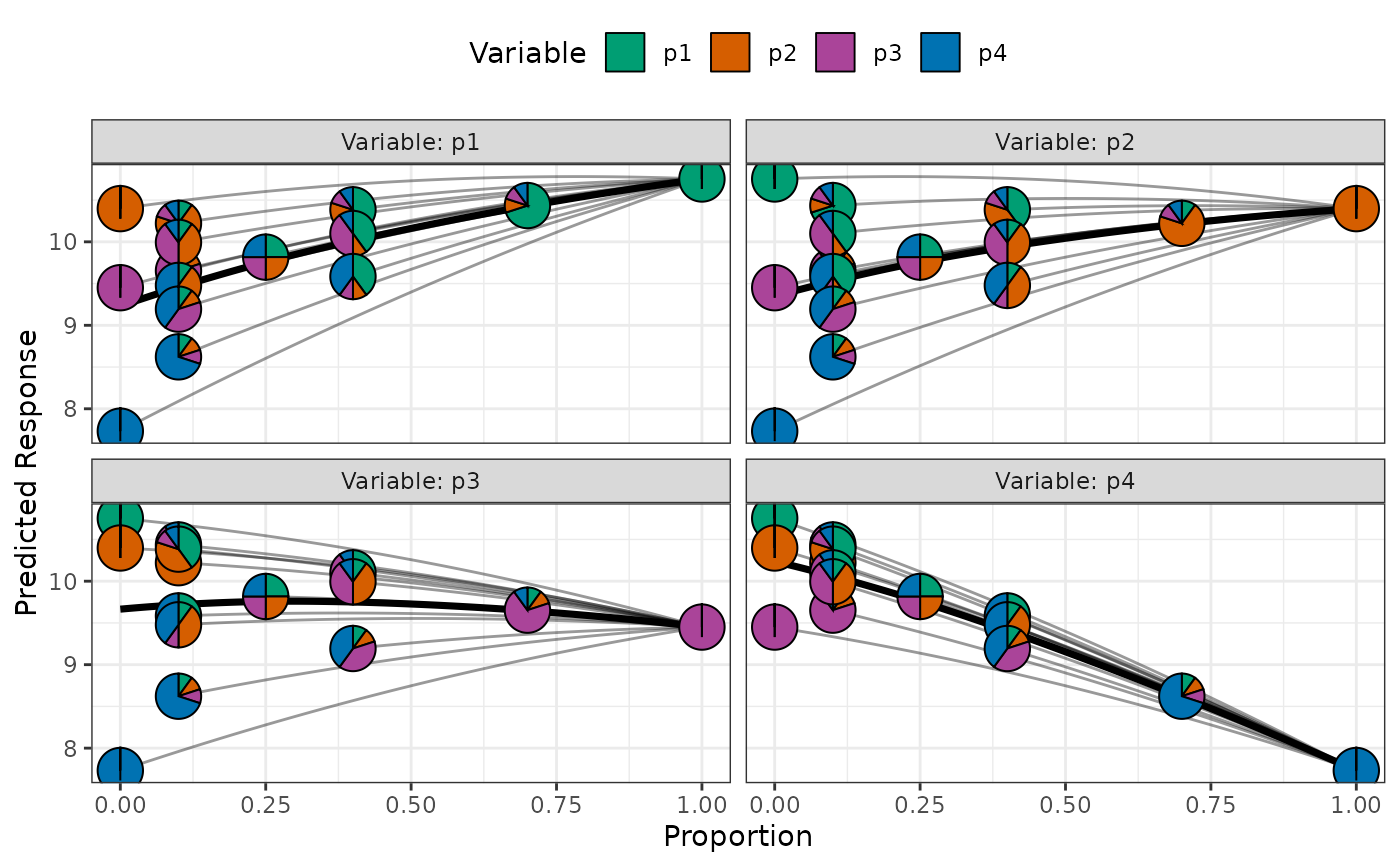 Variable p1 p2 p3 p4
Variable: p1 Variable: p2
10
9
8
Variable: p3 Variable: p4
10
9
8
0.00 0.25 0.50 0.75 1.00 0.00 0.25 0.50 0.75 1.00
Proportion
Predicted Response